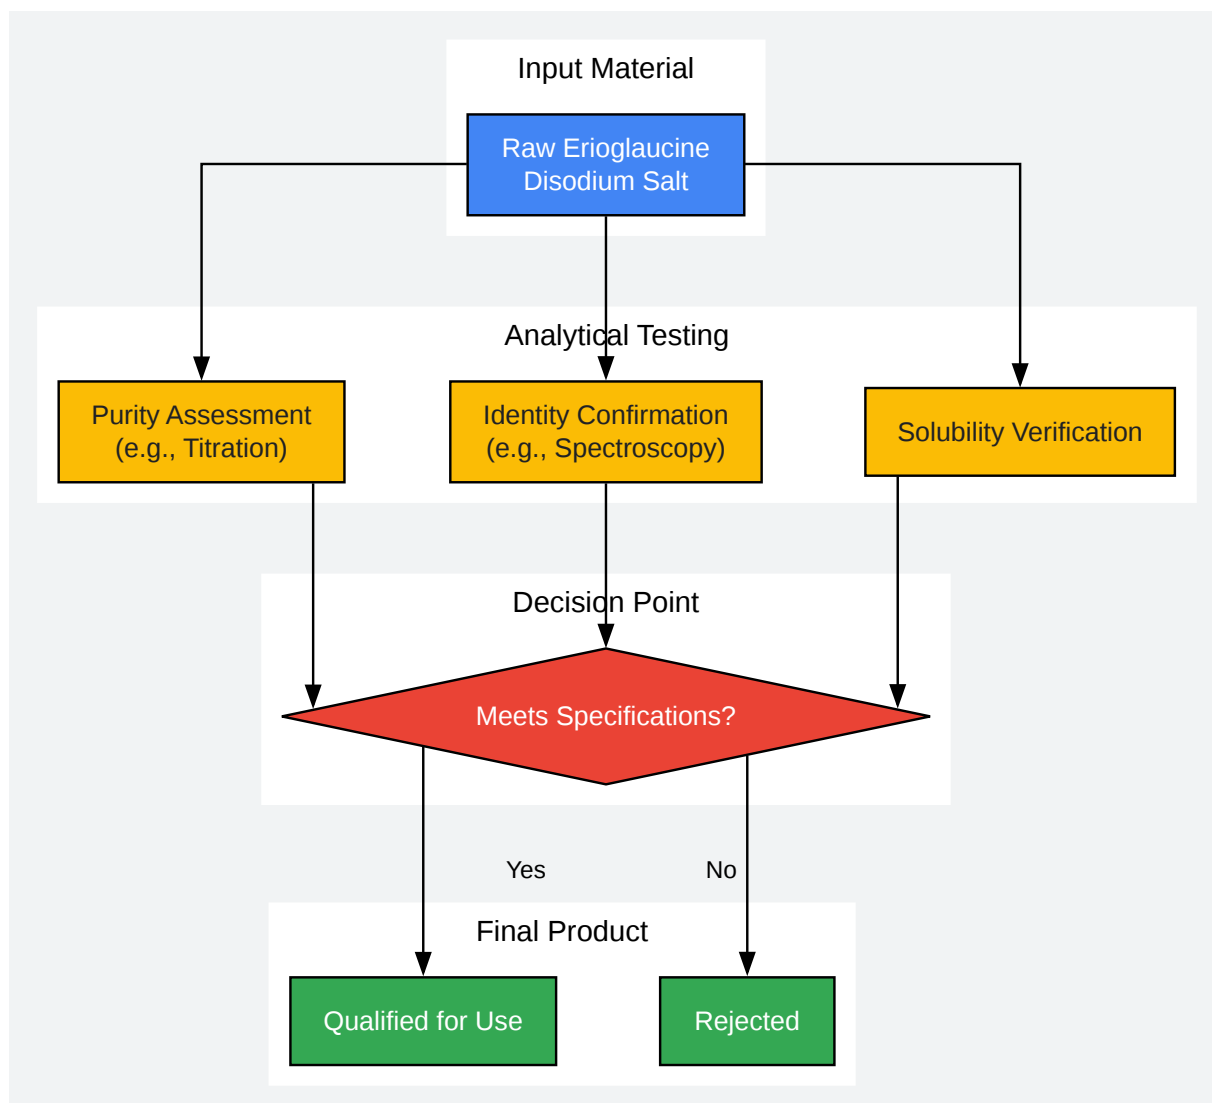 Input Material
Raw Erioglaucine
Disodium Salt
Analytical Testing
Purity Assessment
(e.g., Titration)
Identity Confirmation
(e.g., Spectroscopy)
Solubility Verification
Decision Point
Meets Specifications?
Yes
No
Final Product
Qualified for Use
Rejected